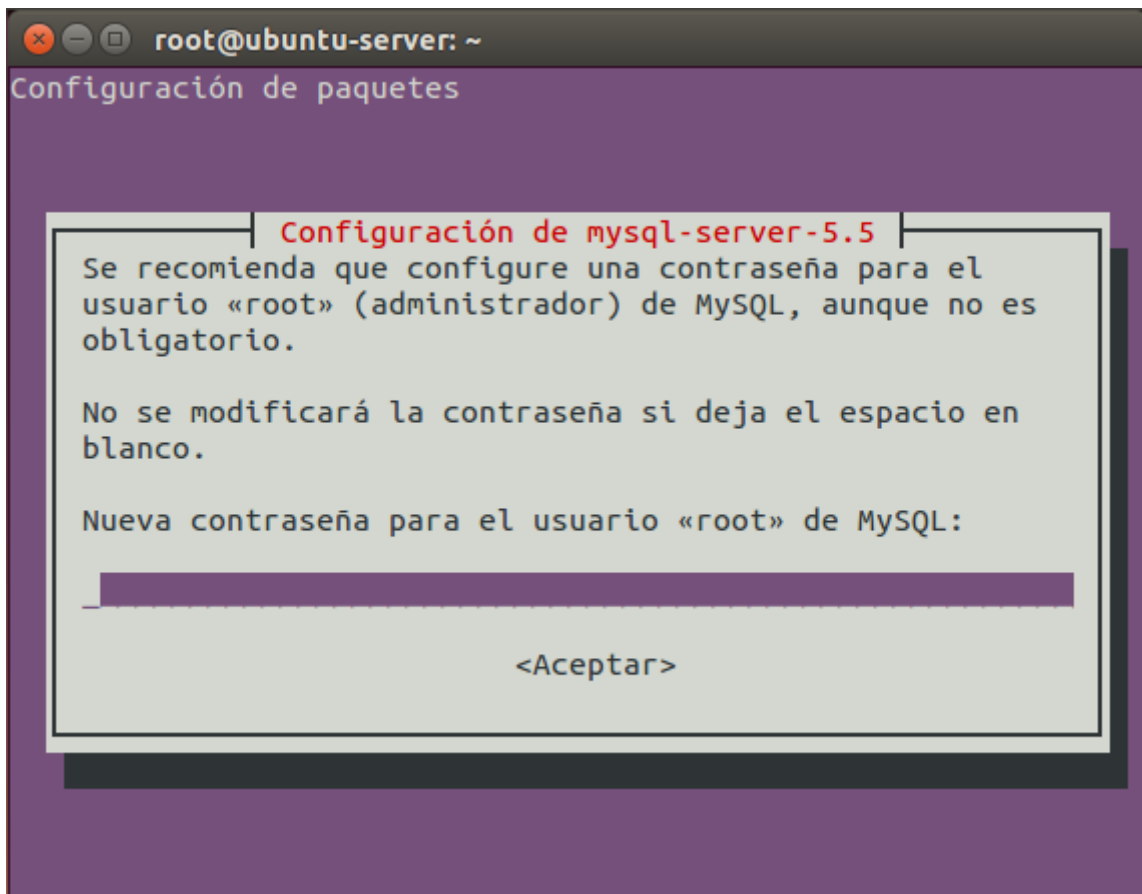 root@ubuntu-server: ~
Configuración de paquetes
Configuración de mysql-server-5.5
Se recomienda que configure una contraseña para el
usuario «root» (administrador) de MySQL, aunque no es
obligatorio.
No se modificará la contraseña si deja el espacio en
blanco.
Nueva contraseña para el usuario «root» de MySQL:
<Aceptar>